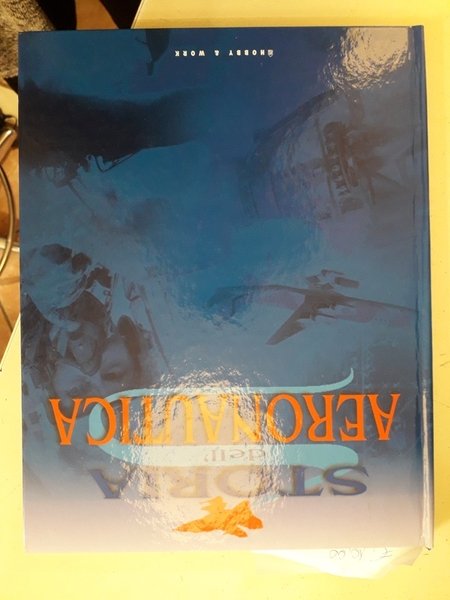 STORIA
dell'
AERONAUTICA
HOBBY & WORK